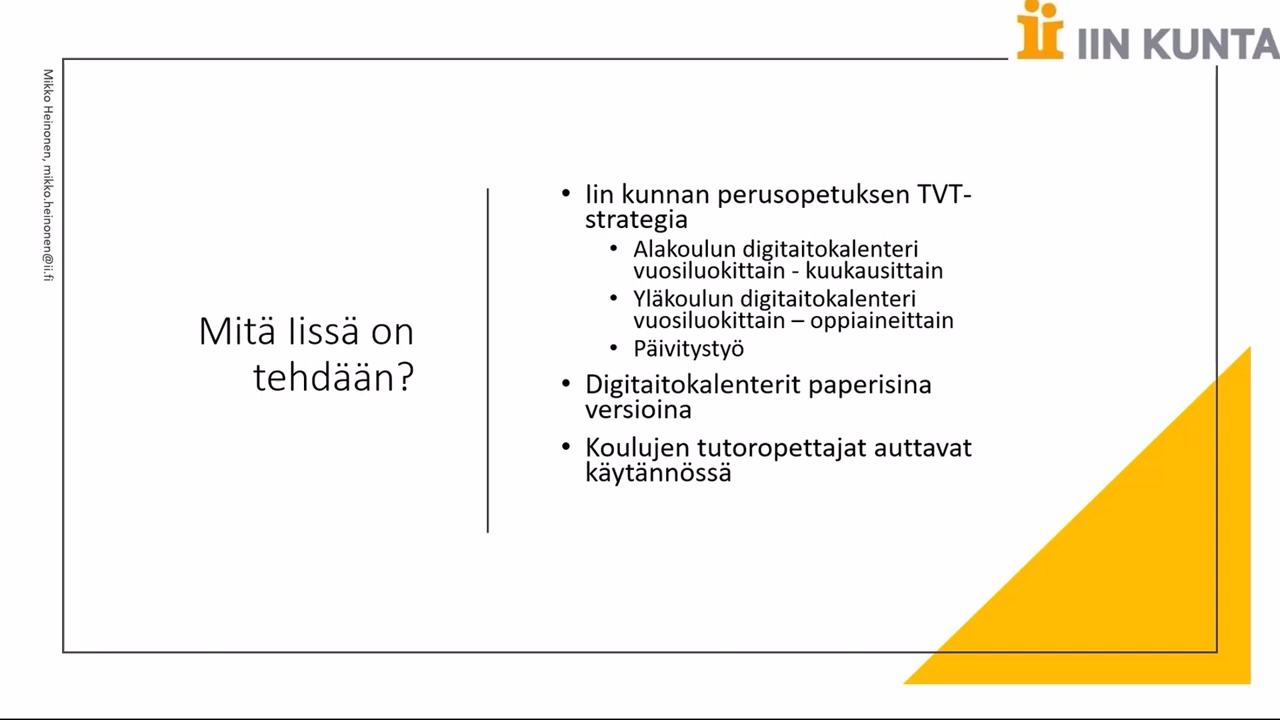 IIN KUNTA
Mikko Heinonen, mikko.heinonen@ii.fi
Mitä Iissä on
tehdään?
• Iin kunnan perusopetuksen TVT-
strategia
• Alakoulun digitaitokalenteri
vuosiluokittain - kuukausittain
• Yläkoulun digitaitokalenteri
vuosiluokittain – oppiaineittain
• Päivitystyö
• Digitaitokalenterit paperisina
versioina
• Koulujen tutoropettajat auttavat
käytännössä